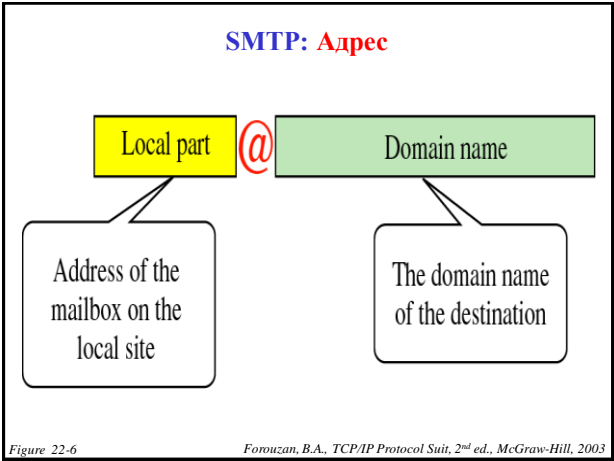 SMTP: Адрес
Local part @ Domain name
Address of the
mailbox on the
local site
The domain name
of the destination
Figure 22-6
Forouzan, B.A., TCP/IP Protocol Suit, 2nd ed., McGraw-Hill, 2003